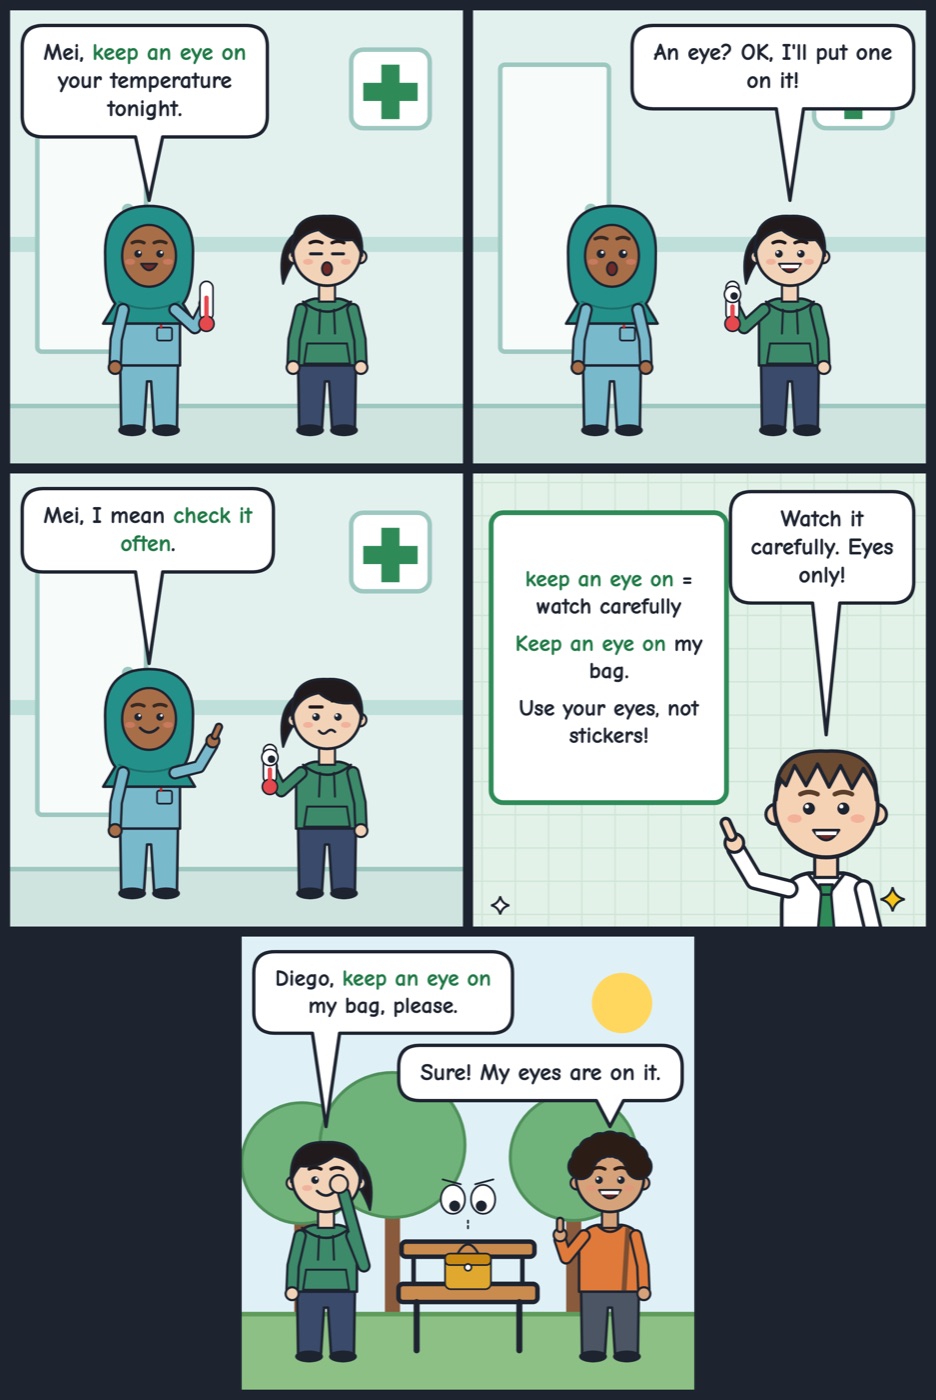 Mei, keep an eye on
your temperature
tonight.
An eye? OK, I'll put one
on it!
Mei, I mean check it
often.
keep an eye on =
watch carefully
Keep an eye on my
bag.
Use your eyes, not
stickers!
Watch it
carefully. Eyes
only!
Diego, keep an eye on
my bag, please.
Sure! My eyes are on it.